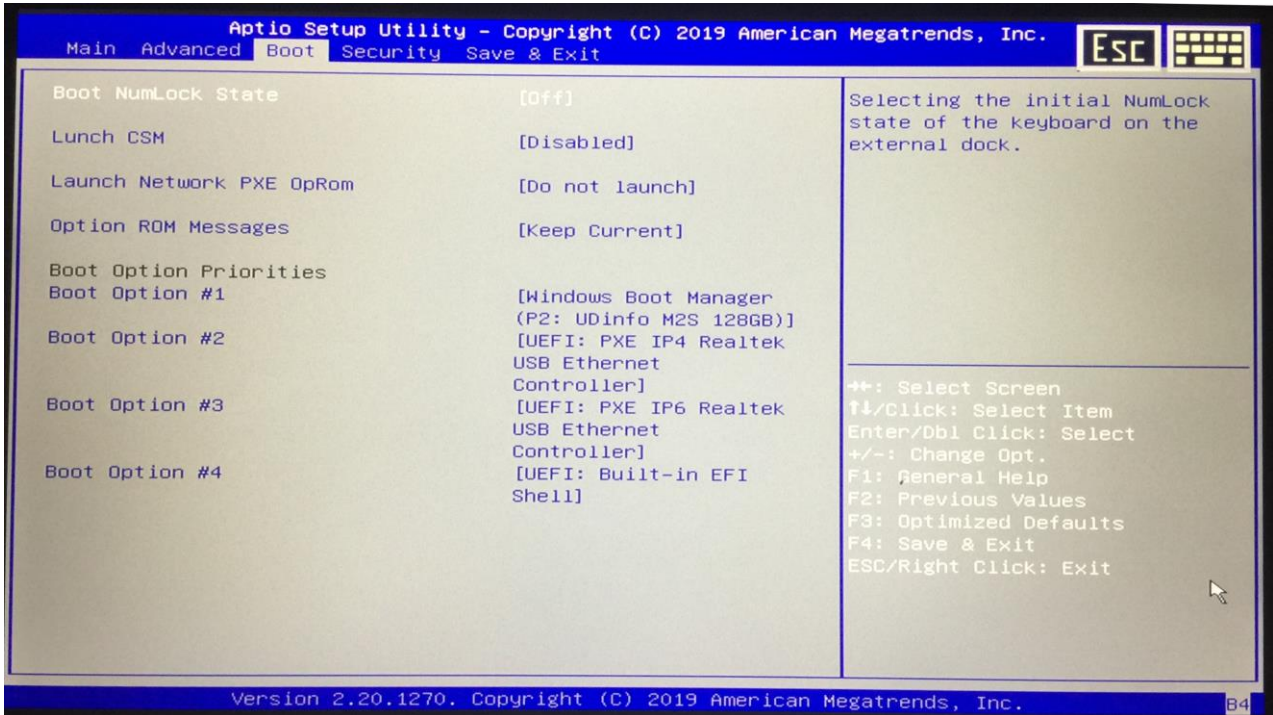 Aptio Setup Utility – Copyright (C) 2019 American Megatrends, Inc.
Main Advanced Boot Security Save & Exit
Esc
Boot NumLock State [Off]
Lunch CSM [Disabled]
Launch Network PXE OpRom [Do not launch]
Option ROM Messages [Keep Current]
Boot Option Priorities
Boot Option #1 [Windows Boot Manager
(P2: UDinfo M2S 128GB)]
Boot Option #2 [UEFI: PXE IP4 Realtek
USB Ethernet
Controller]
Boot Option #3 [UEFI: PXE IP6 Realtek
USB Ethernet
Controller]
Boot Option #4 [UEFI: Built-in EFI
Shell]
Selecting the initial NumLock
state of the keyboard on the
external dock.
→←: Select Screen
↑↓/Click: Select Item
Enter/Dbl Click: Select
+/-: Change Opt.
F1: General Help
F2: Previous Values
F3: Optimized Defaults
F4: Save & Exit
ESC/Right Click: Exit
Version 2.20.1270. Copyright (C) 2019 American Megatrends, Inc.
B4